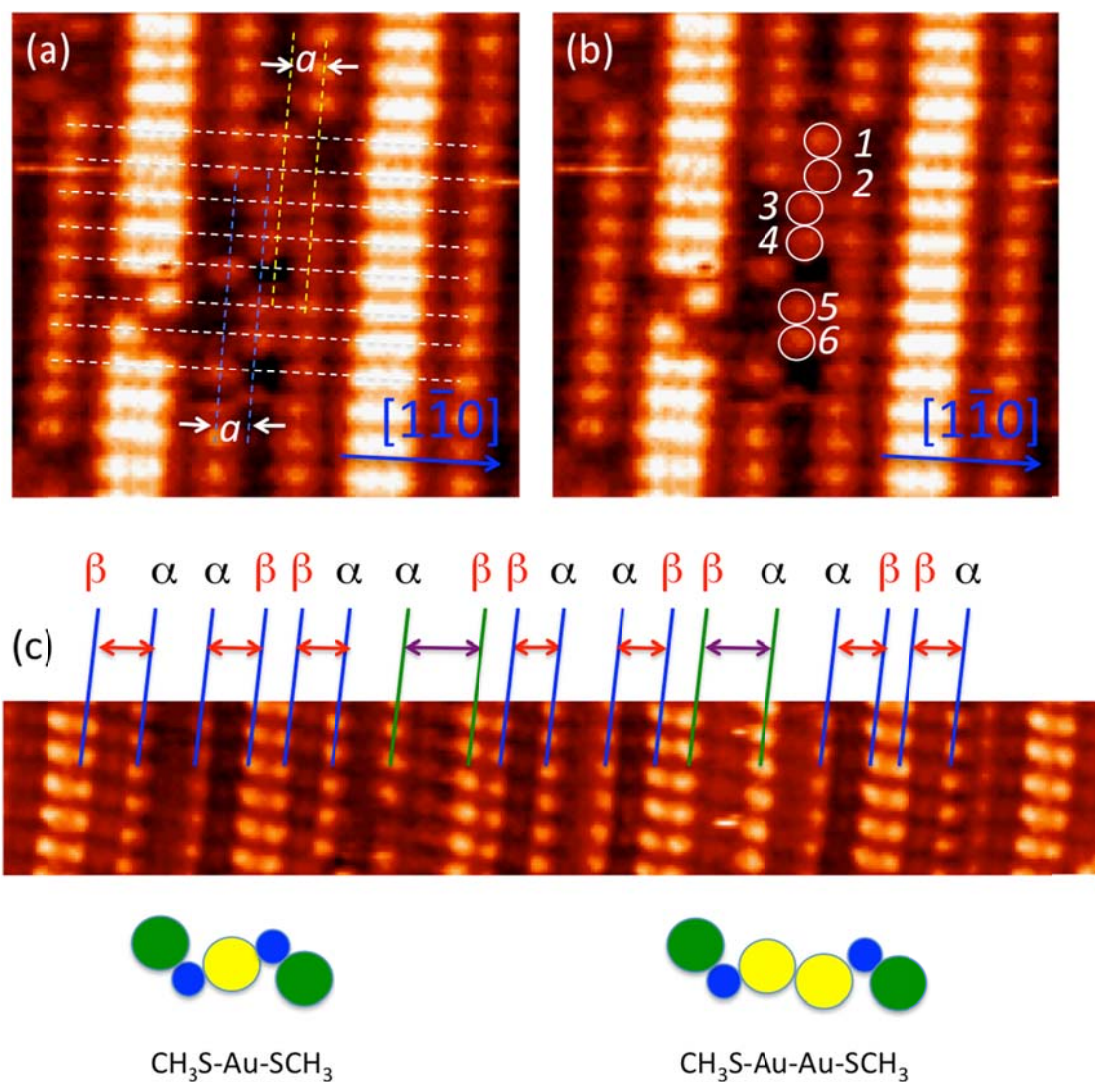 (a)
a
a
[11̅0]
(b)
1
2
3
4
5
6
[11̅0]
β α α β β α α β β α α β β α α β β α
(c)
CH₃S-Au-SCH₃
CH₃S-Au-Au-SCH₃